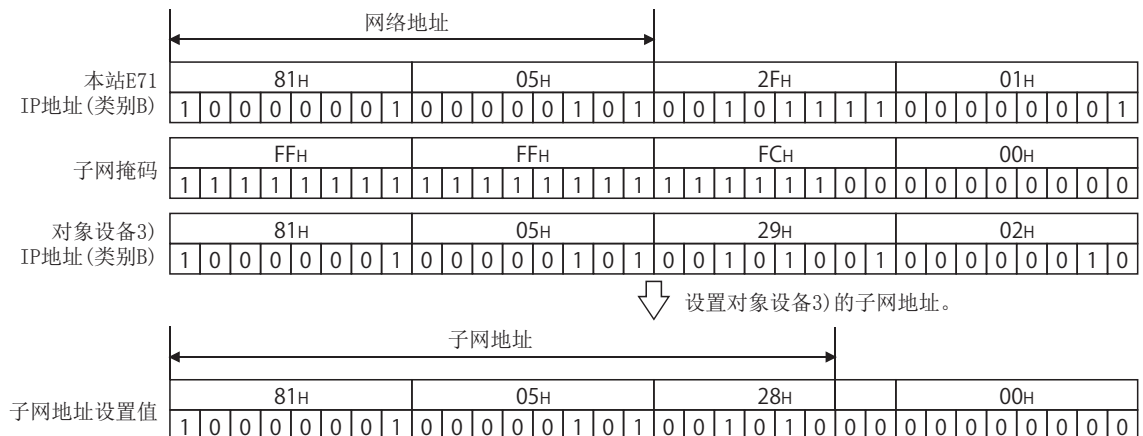 网络地址
本站E71
IP地址(类别B)
81H 05H 2FH 01H
1 0 0 0 0 0 0 1 0 0 0 0 0 1 0 1 0 0 1 0 1 1 1 1 0 0 0 0 0 0 0 1
子网掩码
FFH FFH FCH 00H
1 1 1 1 1 1 1 1 1 1 1 1 1 1 1 1 1 1 1 1 1 1 0 0 0 0 0 0 0 0 0 0
对象设备3)
IP地址(类别B)
81H 05H 29H 02H
1 0 0 0 0 0 0 1 0 0 0 0 0 1 0 1 0 0 1 0 1 0 0 1 0 0 0 0 0 0 1 0
设置对象设备3)的子网地址。
子网地址
子网地址设置值
81H 05H 28H 00H
1 0 0 0 0 0 0 1 0 0 0 0 0 1 0 1 0 0 1 0 1 0 0 0 0 0 0 0 0 0 0 0